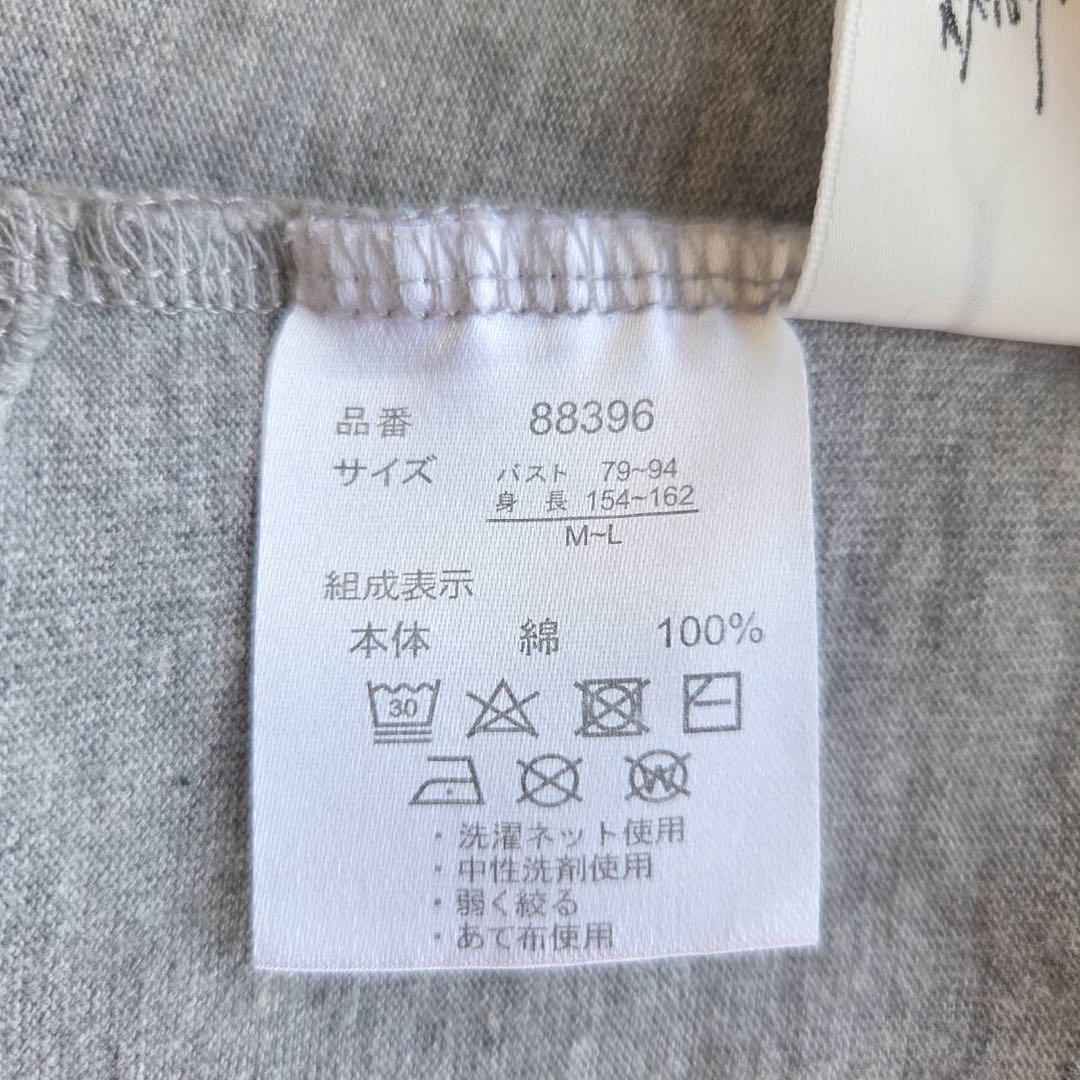 品番 88396
サイズ バスト 79~94
身 長 154~162
M~L
組成表示
本体 綿 100%
30
W
・洗濯ネット使用
・中性洗剤使用
・弱く絞る
・あて布使用